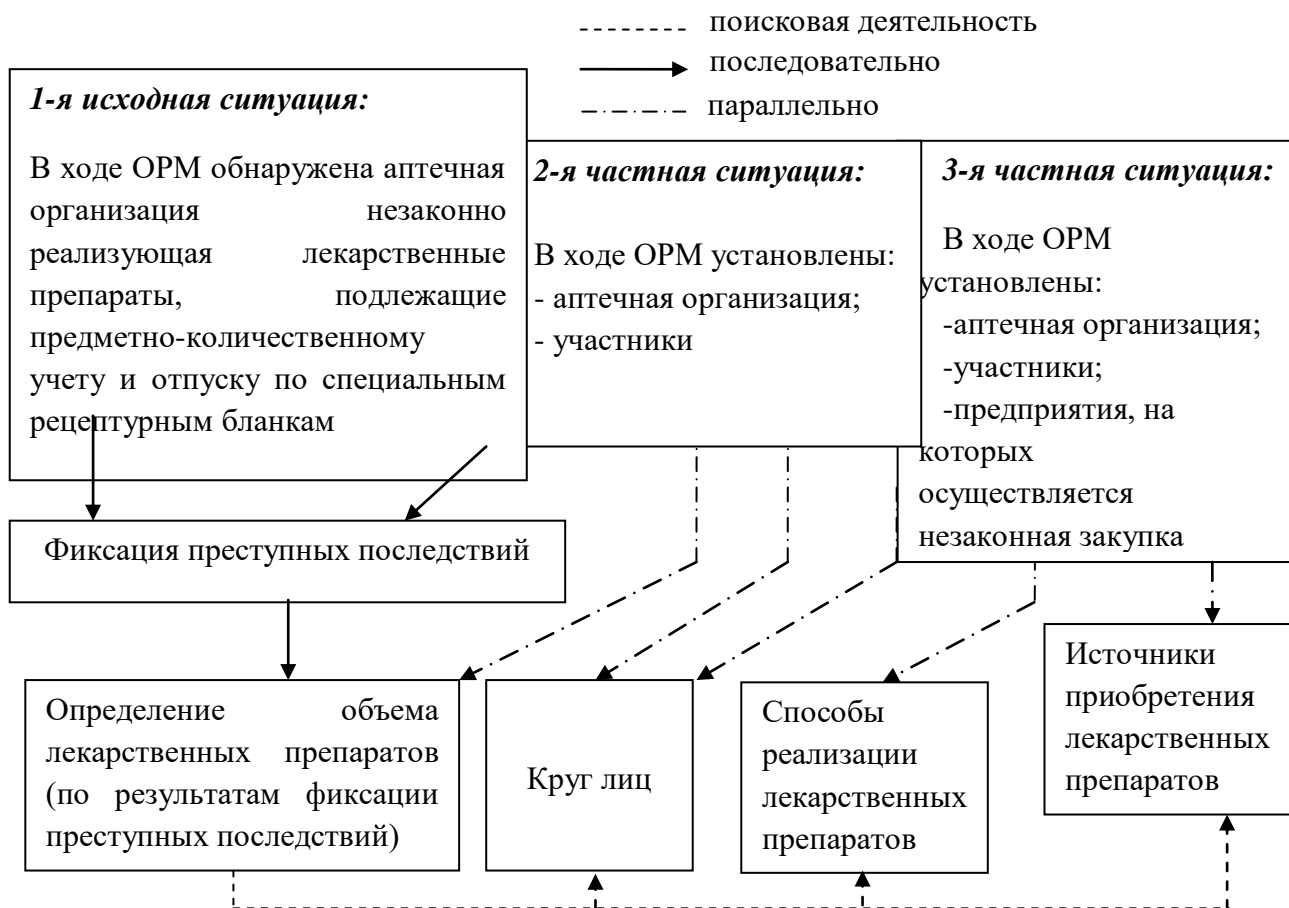 поисковая деятельность
последовательно
параллельно
1-я исходная ситуация:
В ходе ОРМ обнаружена аптечная
организация незаконно
реализующая лекарственные
препараты, подлежащие
предметно-количественному
учету и отпуску по специальным
рецептурным бланкам
2-я частная ситуация:
В ходе ОРМ установлены:
- аптечная организация;
- участники
3-я частная ситуация:
В ходе ОРМ
установлены:
-аптечная организация;
-участники;
-предприятия, на
которых
осуществляется
незаконная закупка
Фиксация преступных последствий
Определение объема
лекарственных препаратов
(по результатам фиксации
преступных последствий)
Круг лиц
Способы
реализации
лекарственных
препаратов
Источники
приобретения
лекарственных
препаратов